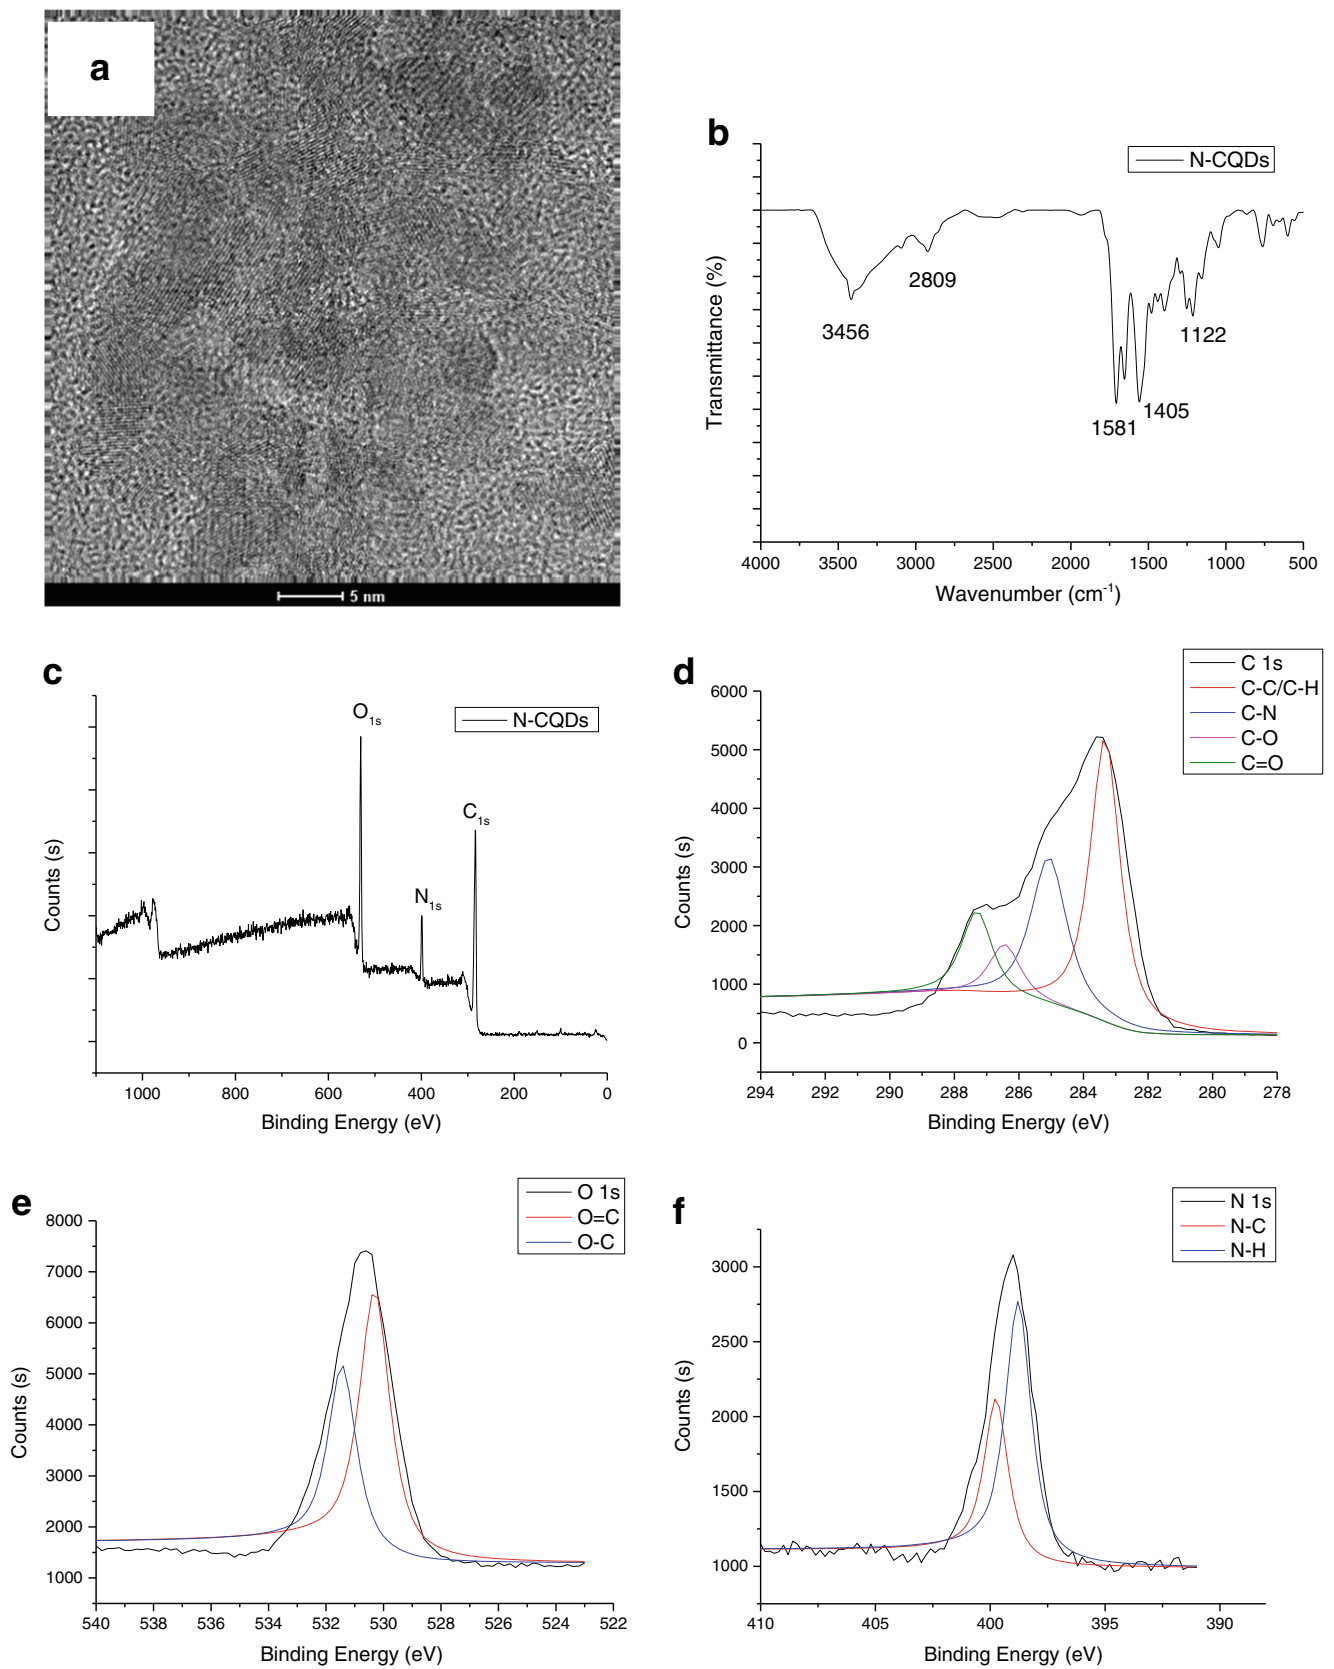 a
5 nm
b
N-CQDs
3456
2809
1581
1405
1122
Transmittance (%)
4000 3500 3000 2500 2000 1500 1000 500
Wavenumber (cm-1)
c
O1s
N-CQDs
C1s
N1s
Counts (s)
1000 800 600 400 200 0
Binding Energy (eV)
d
C 1s
C-C/C-H
C-N
C-O
C=O
6000
5000
4000
3000
2000
1000
0
Counts (s)
294 292 290 288 286 284 282 280 278
Binding Energy (eV)
e
O 1s
O=C
O-C
8000
7000
6000
5000
4000
3000
2000
1000
Counts (s)
540 538 536 534 532 530 528 526 524 522
Binding Energy (eV)
f
N 1s
N-C
N-H
3000
2500
2000
1500
1000
Counts (s)
410 405 400 395 390
Binding Energy (eV)